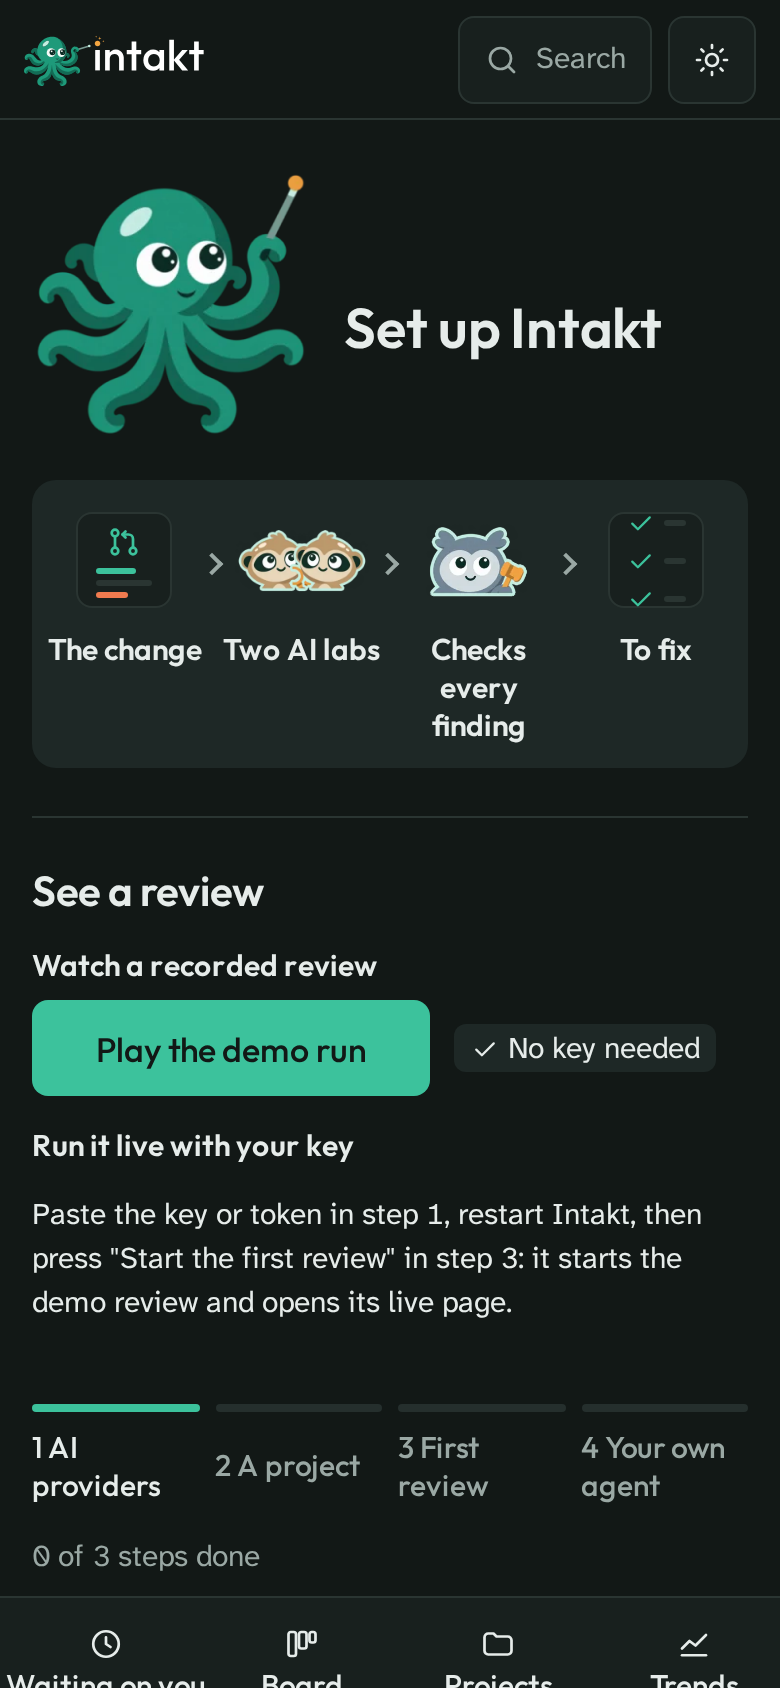 intakt
Search
Set up Intakt
The change
Two AI labs
Checks
every
finding
To fix
See a review
Watch a recorded review
Play the demo run
No key needed
Run it live with your key
Paste the key or token in step 1, restart Intakt, then
press "Start the first review" in step 3: it starts the
demo review and opens its live page.
1 AI
providers
2 A project
3 First
review
4 Your own
agent
0 of 3 steps done
Waiting on you
Board
Projects
Trends